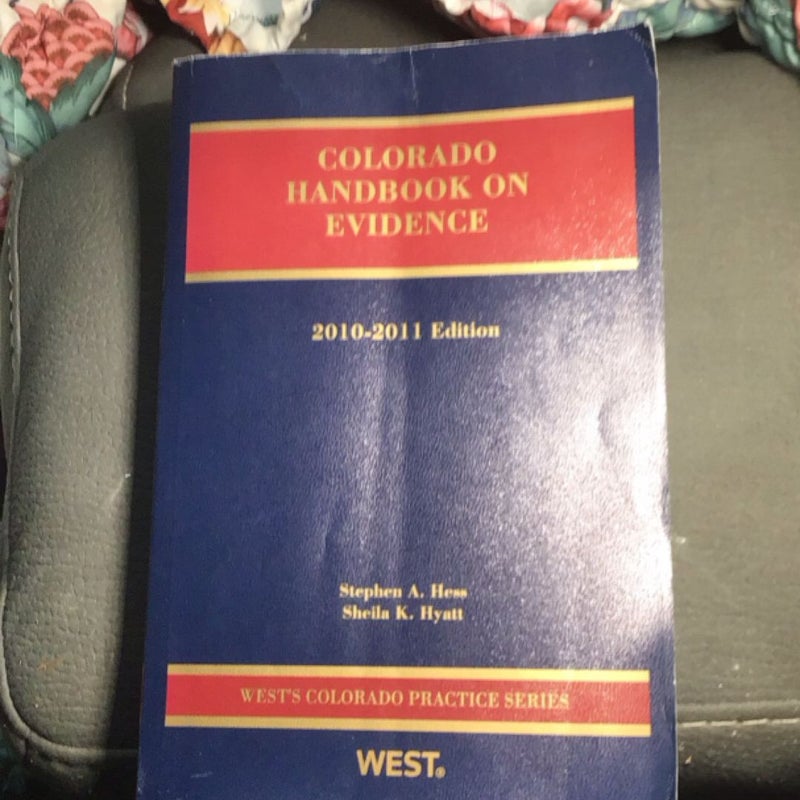 COLORADO
HANDBOOK ON
EVIDENCE
2010-2011 Edition
Stephen A. Hess
Sheila K. Hyatt
WEST'S COLORADO PRACTICE SERIES
WEST®